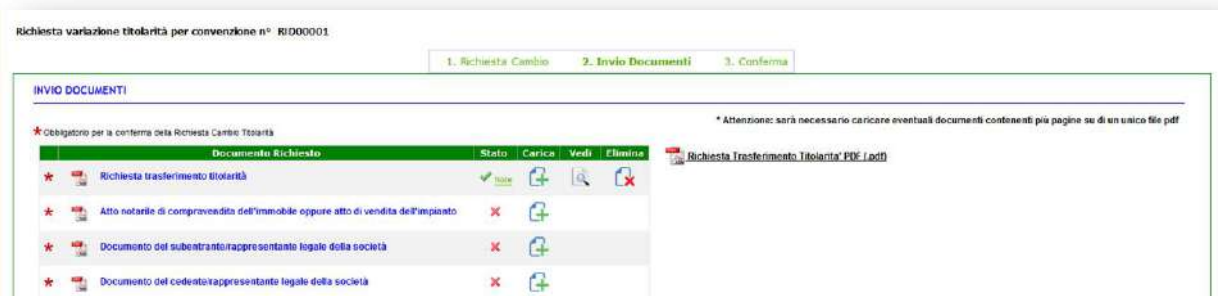 Richiesta variazione titolarità per convenzione n° RID00001
1. Richiesta Cambio 2. Invio Documenti 3. Conferma
INVIO DOCUMENTI
* Attenzione: sarà necessario caricare eventuali documenti contenenti più pagine su di un unico file pdf
* Obbligatorio per la conferma della Richiesta Cambio Titolarità
Documento Richiesto Stato Carica Vedi Elimina
Richiesta Trasferimento Titolarita' PDF (.pdf)
* Richiesta trasferimento titolarità
* Atto notarile di compravendita dell'immobile oppure atto di vendita dell'impianto
* Documento del subentrante/rappresentante legale della società
* Documento del cedente/rappresentante legale della società